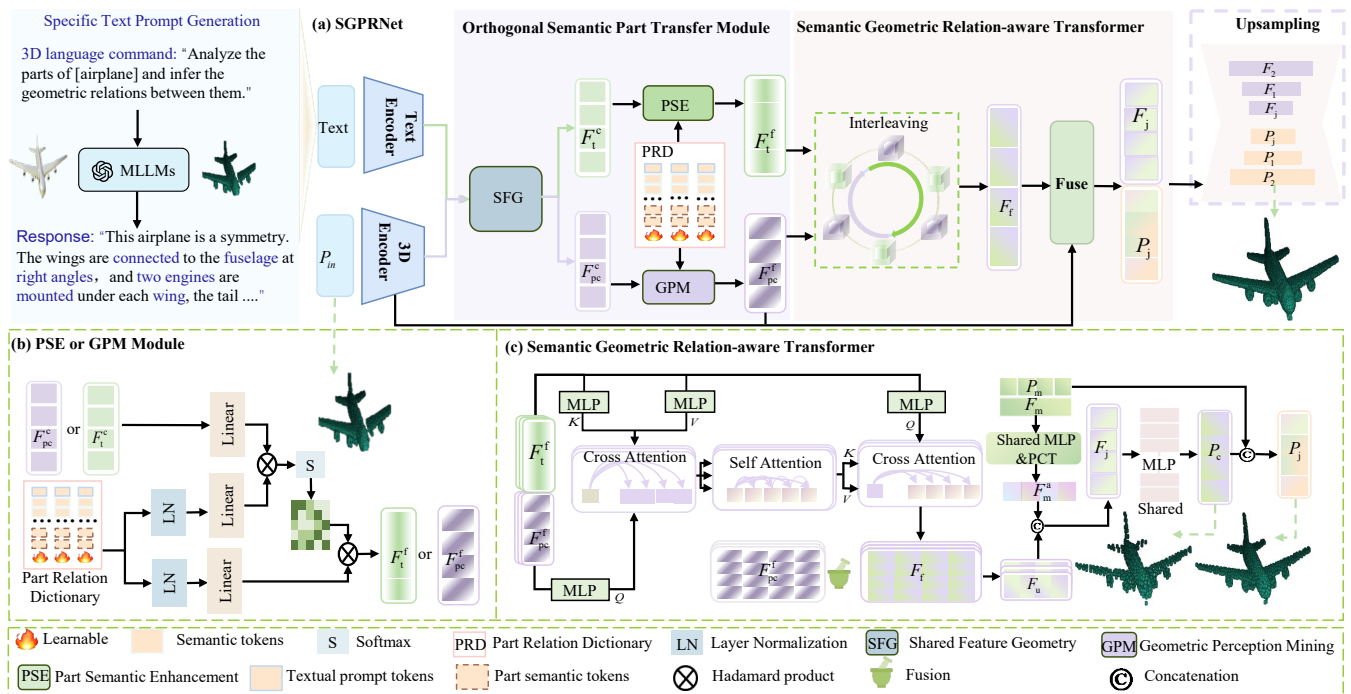 Specific Text Prompt Generation
3D language command: "Analyze the
parts of [airplane] and infer the
geometric relations between them."
MLLMs
Response: "This airplane is a symmetry.
The wings are connected to the fuselage at
right angles, and two engines are
mounted under each wing, the tail ...."
(a) SGPRNet
Text
Text Encoder
P_in
3D Encoder
Orthogonal Semantic Part Transfer Module
SFG
F_t^c
PSE
F_t^f
PRD
F_pc^c
GPM
F_pc^f
Semantic Geometric Relation-aware Transformer
Interleaving
F_f
Fuse
F_j
P_j
Upsampling
F_2
F_1
F_j
P_j
P_1
P_2
(b) PSE or GPM Module
F_pc^c or F_t^c
Linear
S
LN
Linear
LN
Linear
Part Relation
Dictionary
F_t^f or F_pc^f
(c) Semantic Geometric Relation-aware Transformer
MLP
MLP
MLP
K
V
Q
F_t^f
F_pc^f
Cross Attention
Self Attention
K
V
Cross Attention
MLP
Q
F_pc^f
F_f
F_u
P_m
F_m
Shared MLP
&PCT
F_m^a
C
F_j
MLP
Shared
P_c
C
P_j
Learnable
Semantic tokens
S Softmax
PRD Part Relation Dictionary
LN Layer Normalization
SFG Shared Feature Geometry
GPM Geometric Perception Mining
PSE Part Semantic Enhancement
Textual prompt tokens
Part semantic tokens
Hadamard product
Fusion
C Concatenation